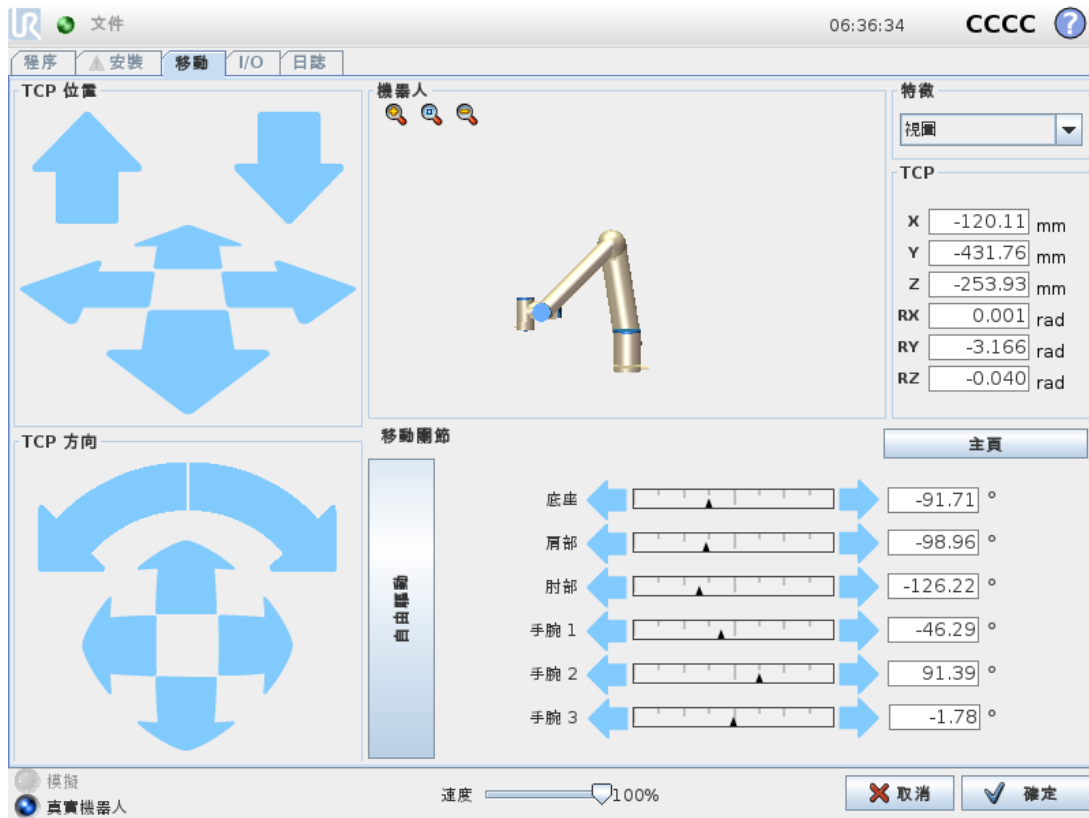 UR 文件 06:36:34 CCCC ?
程序 安裝 移動 I/O 日誌
TCP 位置
機器人
特徵
視圖
TCP
X -120.11 mm
Y -431.76 mm
Z -253.93 mm
RX 0.001 rad
RY -3.166 rad
RZ -0.040 rad
TCP 方向
移動關節
主頁
自由驅動
底座 -91.71 °
肩部 -98.96 °
肘部 -126.22 °
手腕 1 -46.29 °
手腕 2 91.39 °
手腕 3 -1.78 °
模擬
真實機器人
速度 100%
取消
確定